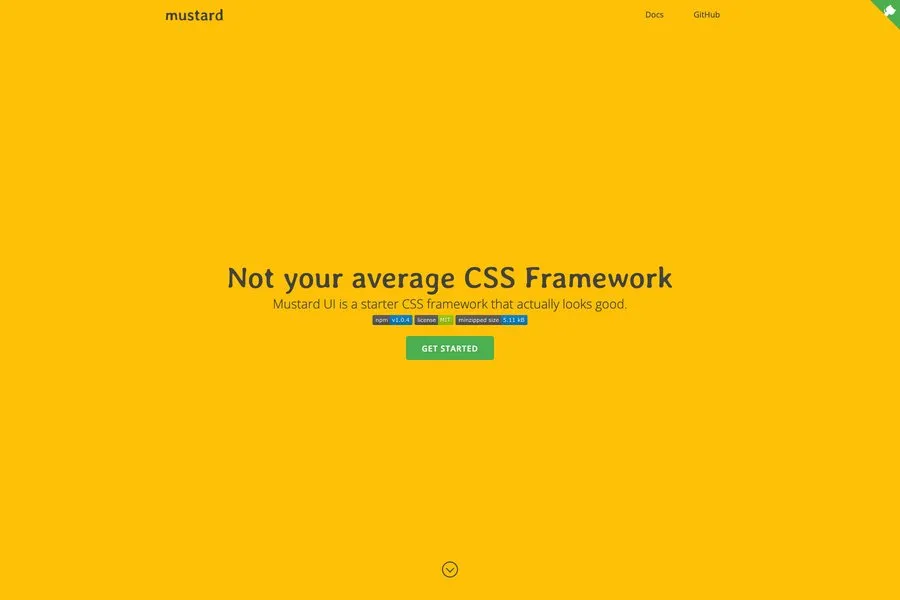 mustard
Docs GitHub
Not your average CSS Framework
Mustard UI is a starter CSS framework that actually looks good.
npm v1.0.4 license MIT minzipped size 5.11 kB
GET STARTED